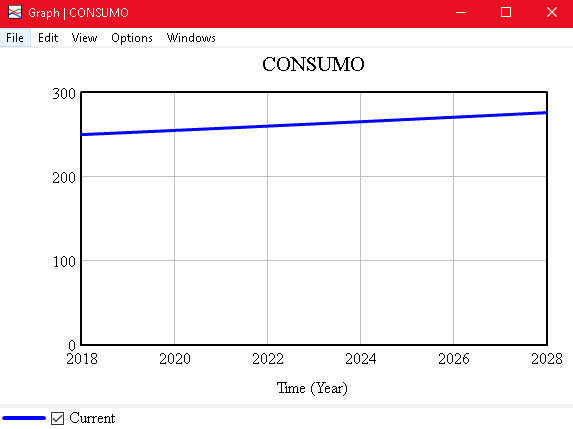 Graph | CONSUMO
File Edit View Options Windows
CONSUMO
300
200
100
0
2018 2020 2022 2024 2026 2028
Time (Year)
Current